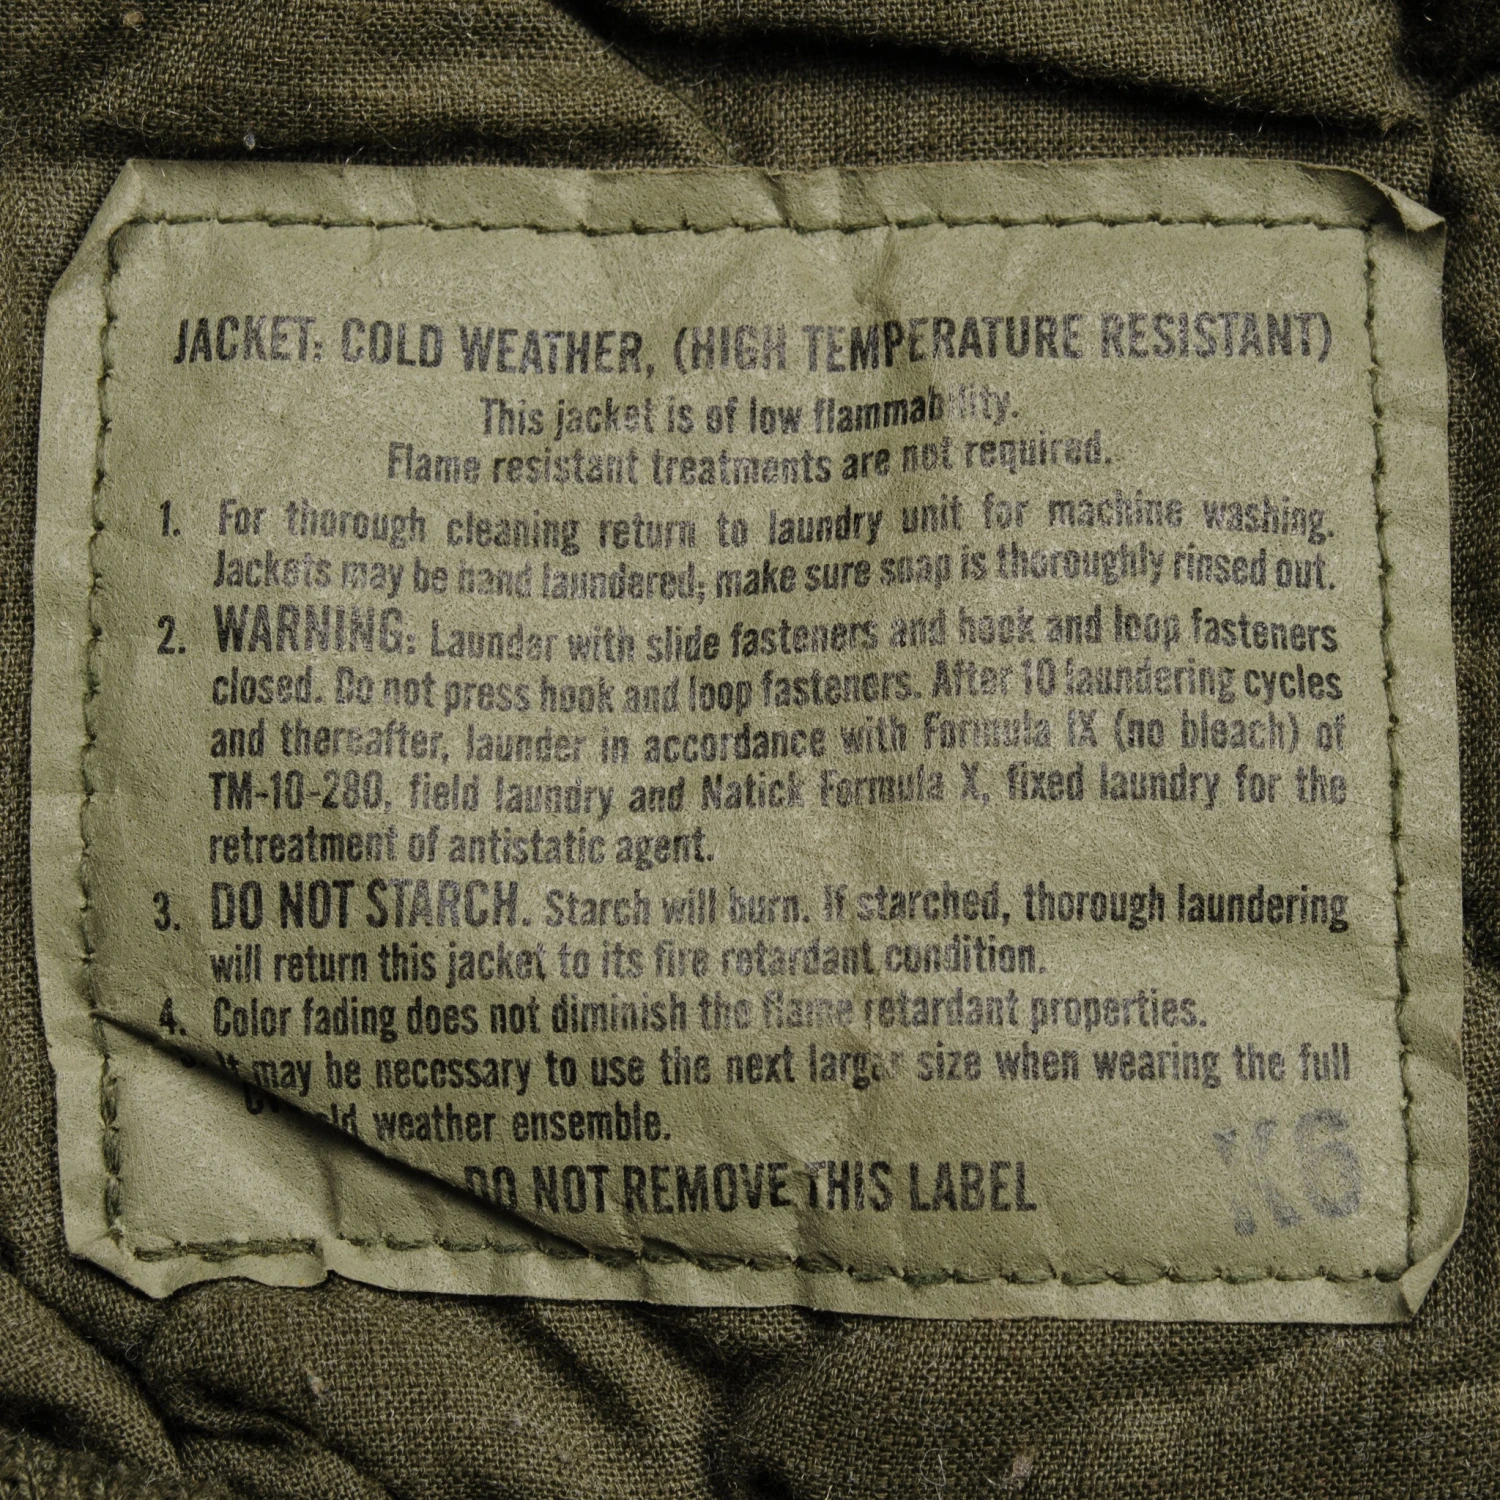 JACKET: COLD WEATHER, (HIGH TEMPERATURE RESISTANT)
This jacket is of low flammability.
Flame resistant treatments are not required.
1. For thorough cleaning return to laundry unit for machine washing.
Jackets may be hand laundered; make sure soap is thoroughly rinsed out.
2. WARNING: Launder with slide fasteners and hook and loop fasteners
closed. Do not press hook and loop fasteners. After 10 laundering cycles
and thereafter, launder in accordance with Formula IX (no bleach) of
TM-10-280, field laundry and Natick Formula X, fixed laundry for the
retreatment of antistatic agent.
3. DO NOT STARCH. Starch will burn. If starched, thorough laundering
will return this jacket to its fire retardant condition.
4. Color fading does not diminish the flame retardant properties.
It may be necessary to use the next larger size when wearing the full
weather ensemble.
DO NOT REMOVE THIS LABEL